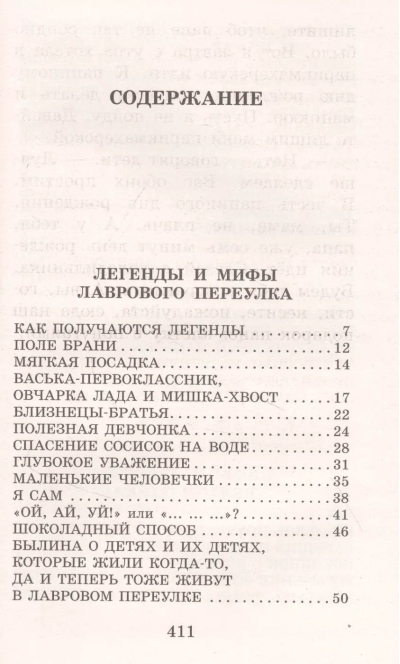 СОДЕРЖАНИЕ
ЛЕГЕНДЫ И МИФЫ
ЛАВРОВОГО ПЕРЕУЛКА
КАК ПОЛУЧАЮТСЯ ЛЕГЕНДЫ ............ 7
ПОЛЕ БРАНИ ............ 12
МЯГКАЯ ПОСАДКА ............ 14
ВАСЬКА-ПЕРВОКЛАССНИК,
ОВЧАРКА ЛАДА И МИШКА-ХВОСТ ...... 17
БЛИЗНЕЦЫ-БРАТЬЯ ............ 22
ПОЛЕЗНАЯ ДЕВЧОНКА ............ 24
СПАСЕНИЕ СОСИСОК НА ВОДЕ ......... 28
ГЛУБОКОЕ УВАЖЕНИЕ ............ 31
МАЛЕНЬКИЕ ЧЕЛОВЕЧКИ ............ 35
Я САМ ............ 38
«ОЙ, АЙ, УЙ!» или «... ... ...»? ............ 41
ШОКОЛАДНЫЙ СПОСОБ ............ 46
БЫЛИНА О ДЕТЯХ И ИХ ДЕТЯХ,
КОТОРЫЕ ЖИЛИ КОГДА-ТО,
ДА И ТЕПЕРЬ ТОЖЕ ЖИВУТ
В ЛАВРОВОМ ПЕРЕУЛКЕ ............ 50
411